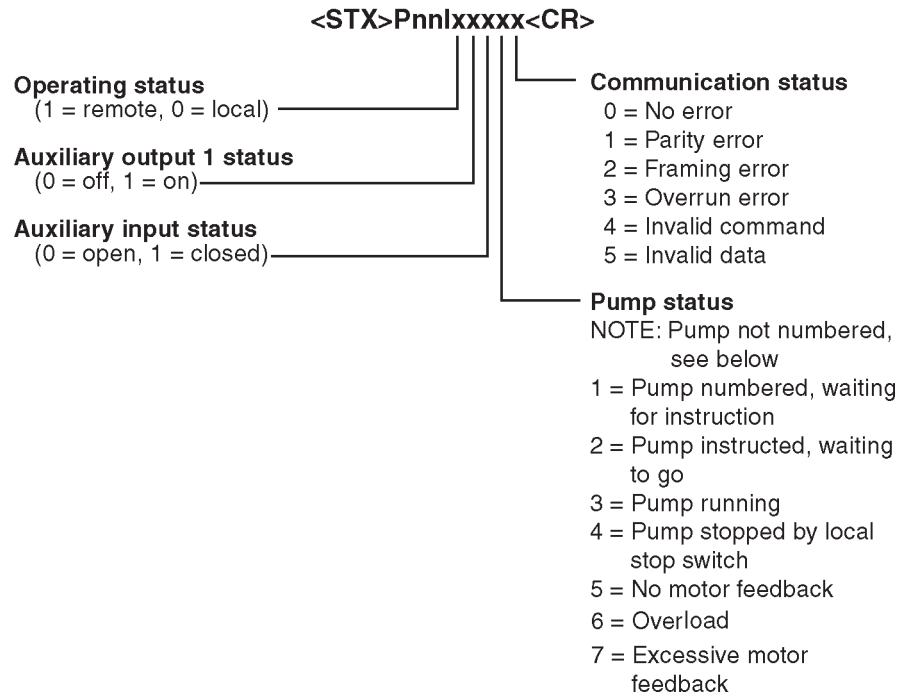 <STX>PnnIxxxxx<CR>
Operating status
(1 = remote, 0 = local)
Auxiliary output 1 status
(0 = off, 1 = on)
Auxiliary input status
(0 = open, 1 = closed)
Communication status
0 = No error
1 = Parity error
2 = Framing error
3 = Overrun error
4 = Invalid command
5 = Invalid data
Pump status
NOTE: Pump not numbered,
see below
1 = Pump numbered, waiting
for instruction
2 = Pump instructed, waiting
to go
3 = Pump running
4 = Pump stopped by local
stop switch
5 = No motor feedback
6 = Overload
7 = Excessive motor
feedback